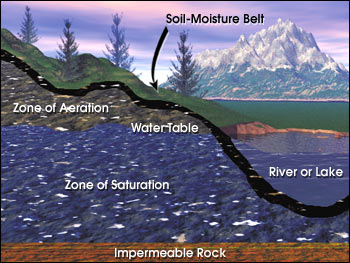 Soil-Moisture Belt
Zone of Aeration
Water Table
River or Lake
Zone of Saturation
Impermeable Rock